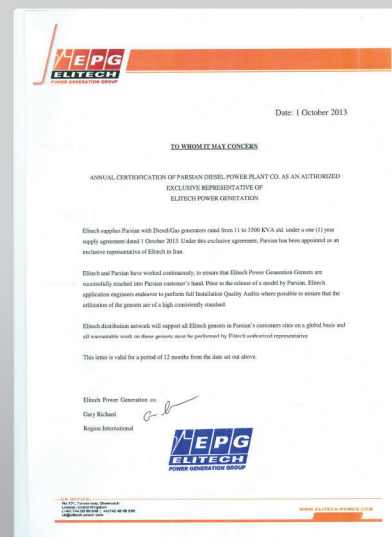 EPG
ELITECH
POWER GENERATION GROUP
Date: 1 October 2013
TO WHOM IT MAY CONCERN
ANNUAL CERTIOFICATION OF PARSIAN DIESEL POWER PLANT CO. AS AN AUTHORIZED
EXCLUSIVE REPRESENTATIVE OF
ELITECH POWER GENETATION
Elitech supplies Parsian with Diesel/Gas generators rated from 11 to 3300 KVA std. under a one (1) year
supply agreement dated 1 October 2013. Under this exclusive agreement, Parsian has been appointed as an
exclusive representative of Elitech in Iran.
Elitech and Parsian have worked continuously, to ensure that Elitech Power Generation Gensets are
successfully reached into Parsian customer's hand. Prior to the release of a model by Parsian, Elitech
application engineers endeavor to perform full Installation Quality Audits where possible to ensure that the
utilization of the gensets are of a high consistently standard.
Elitech distribution network will support all Elitech gensets in Parsian's customers sites on a global basis and
all warrantable work on these gensets must be performed by Elitech authorized representative
This letter is valid for a period of 12 months from the date set out above.
Elitech Power Generation co.
Gary Richard
Region International
EPG
ELITECH
POWER GENERATION GROUP
UK OFFICE:
London, United Kingdom
WWW.ELITECH-POWER.COM